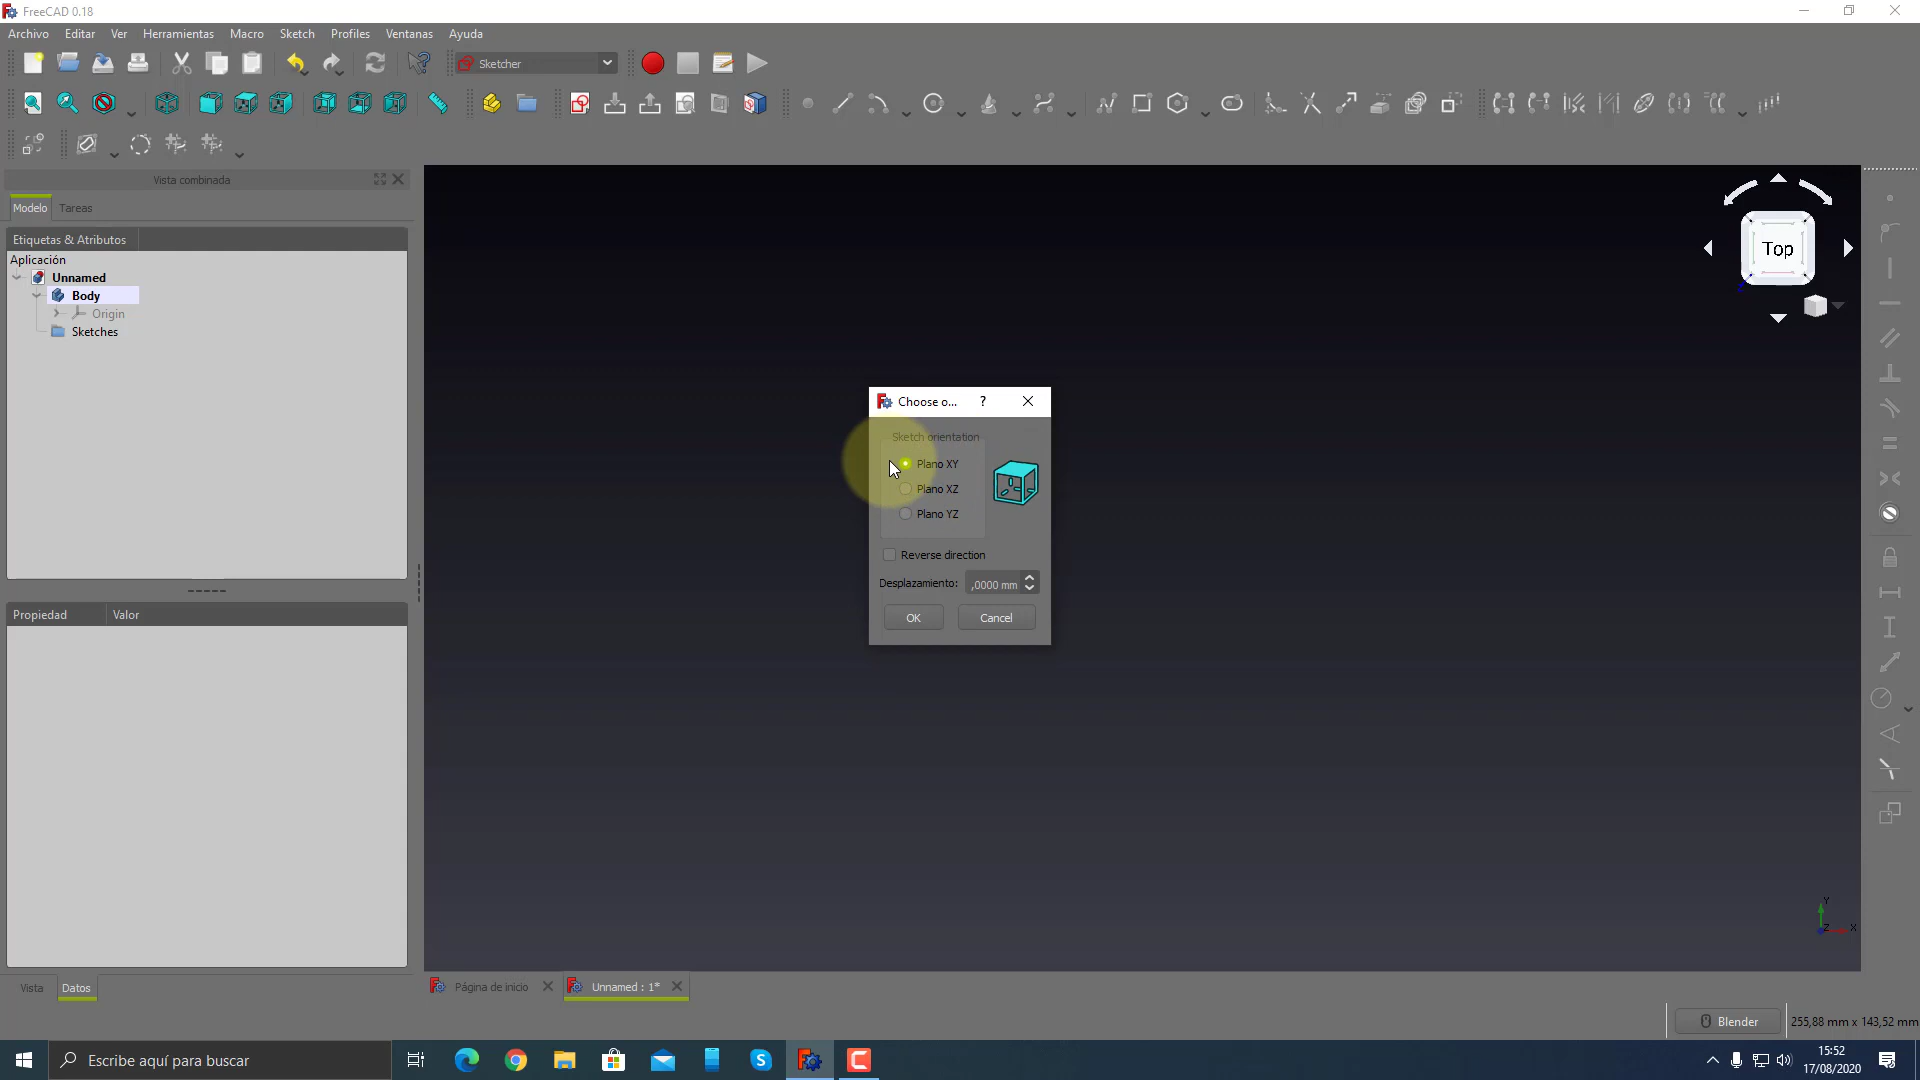 FreeCAD 0.18
Archivo Editar Ver Herramientas Macro Sketch Profiles Ventanas Ayuda
Sketcher
Vista combinada
Modelo Tareas
Etiquetas & Atributos
Aplicación
Unnamed
Body
Origin
Sketches
Propiedad Valor
Vista Datos
Top
Choose o... ?
Sketch orientation
Plano XY
Plano XZ
Plano YZ
Reverse direction
Desplazamiento: ,0000 mm
OK Cancel
Y
Z X
Página de inicio Unnamed : 1*
Blender 255,88 mm x 143,52 mm
Escribe aquí para buscar
15:52
17/08/2020